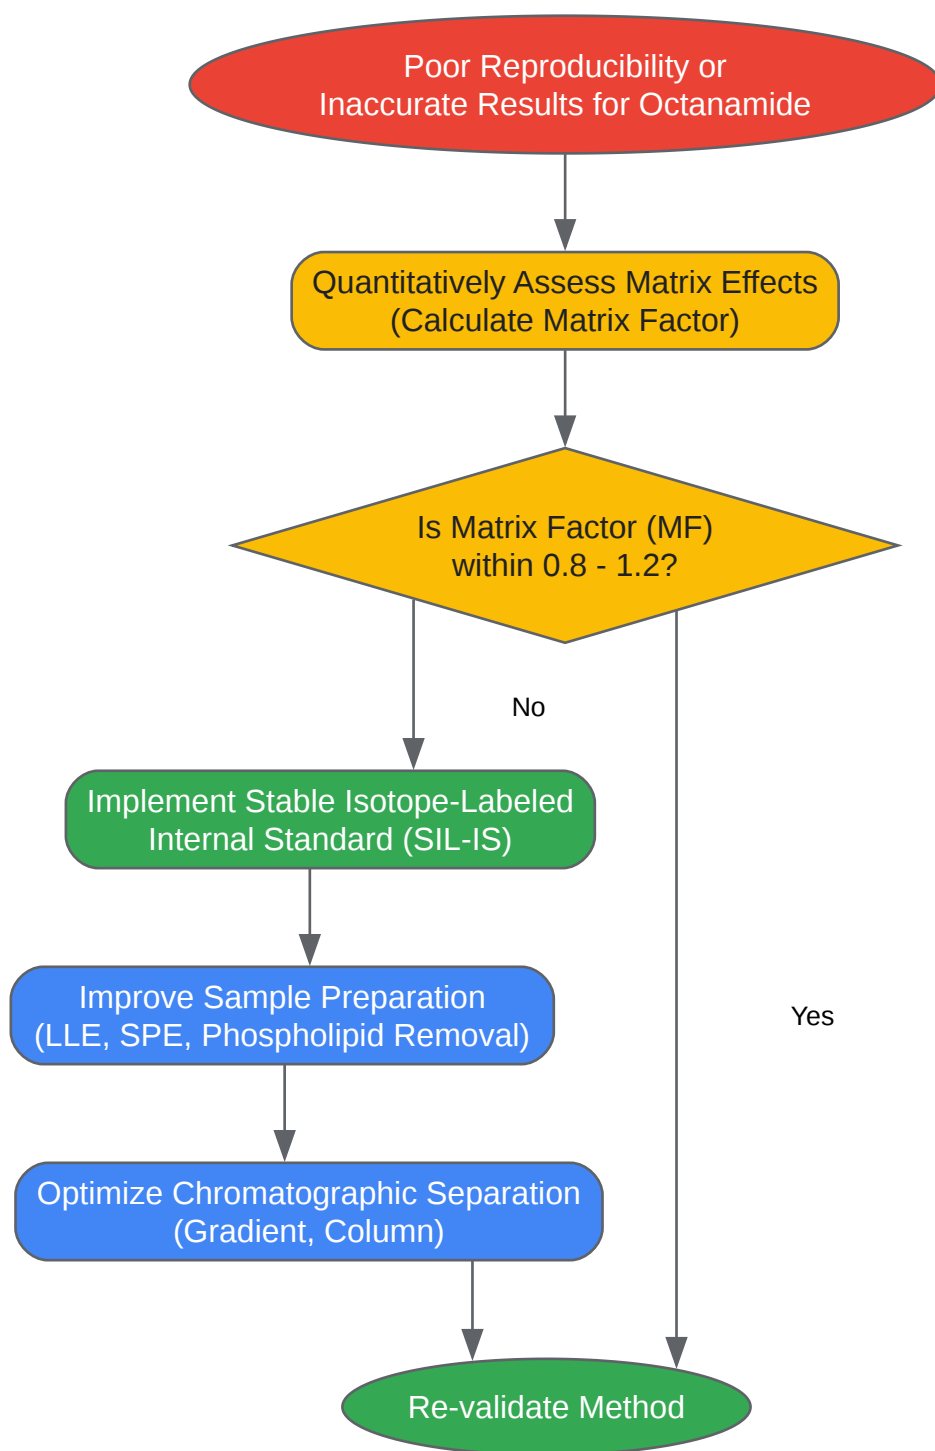 Poor Reproducibility or
Inaccurate Results for Octanamide
Quantitatively Assess Matrix Effects
(Calculate Matrix Factor)
Is Matrix Factor (MF)
within 0.8 - 1.2?
No
Implement Stable Isotope-Labeled
Internal Standard (SIL-IS)
Improve Sample Preparation
(LLE, SPE, Phospholipid Removal)
Yes
Optimize Chromatographic Separation
(Gradient, Column)
Re-validate Method